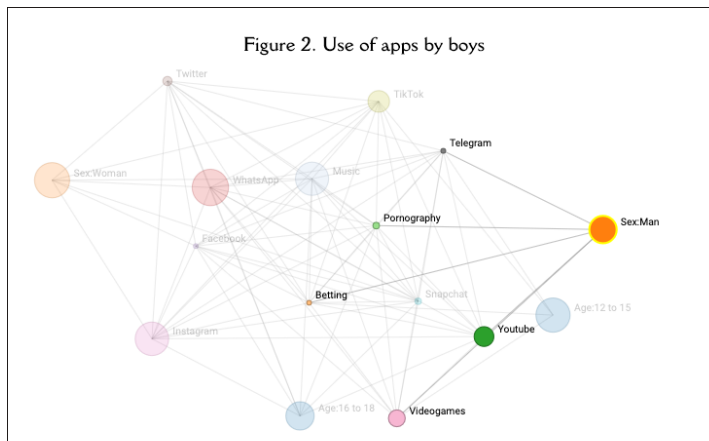 Figure 2. Use of apps by boys
Twitter
TikTok
Telegram
Sex:Woman
WhatsApp
Music
Pornography
Sex:Man
Facebook
Betting
Snapchat
Age:12 to 15
Instagram
Youtube
Age:16 to 18
Videogames